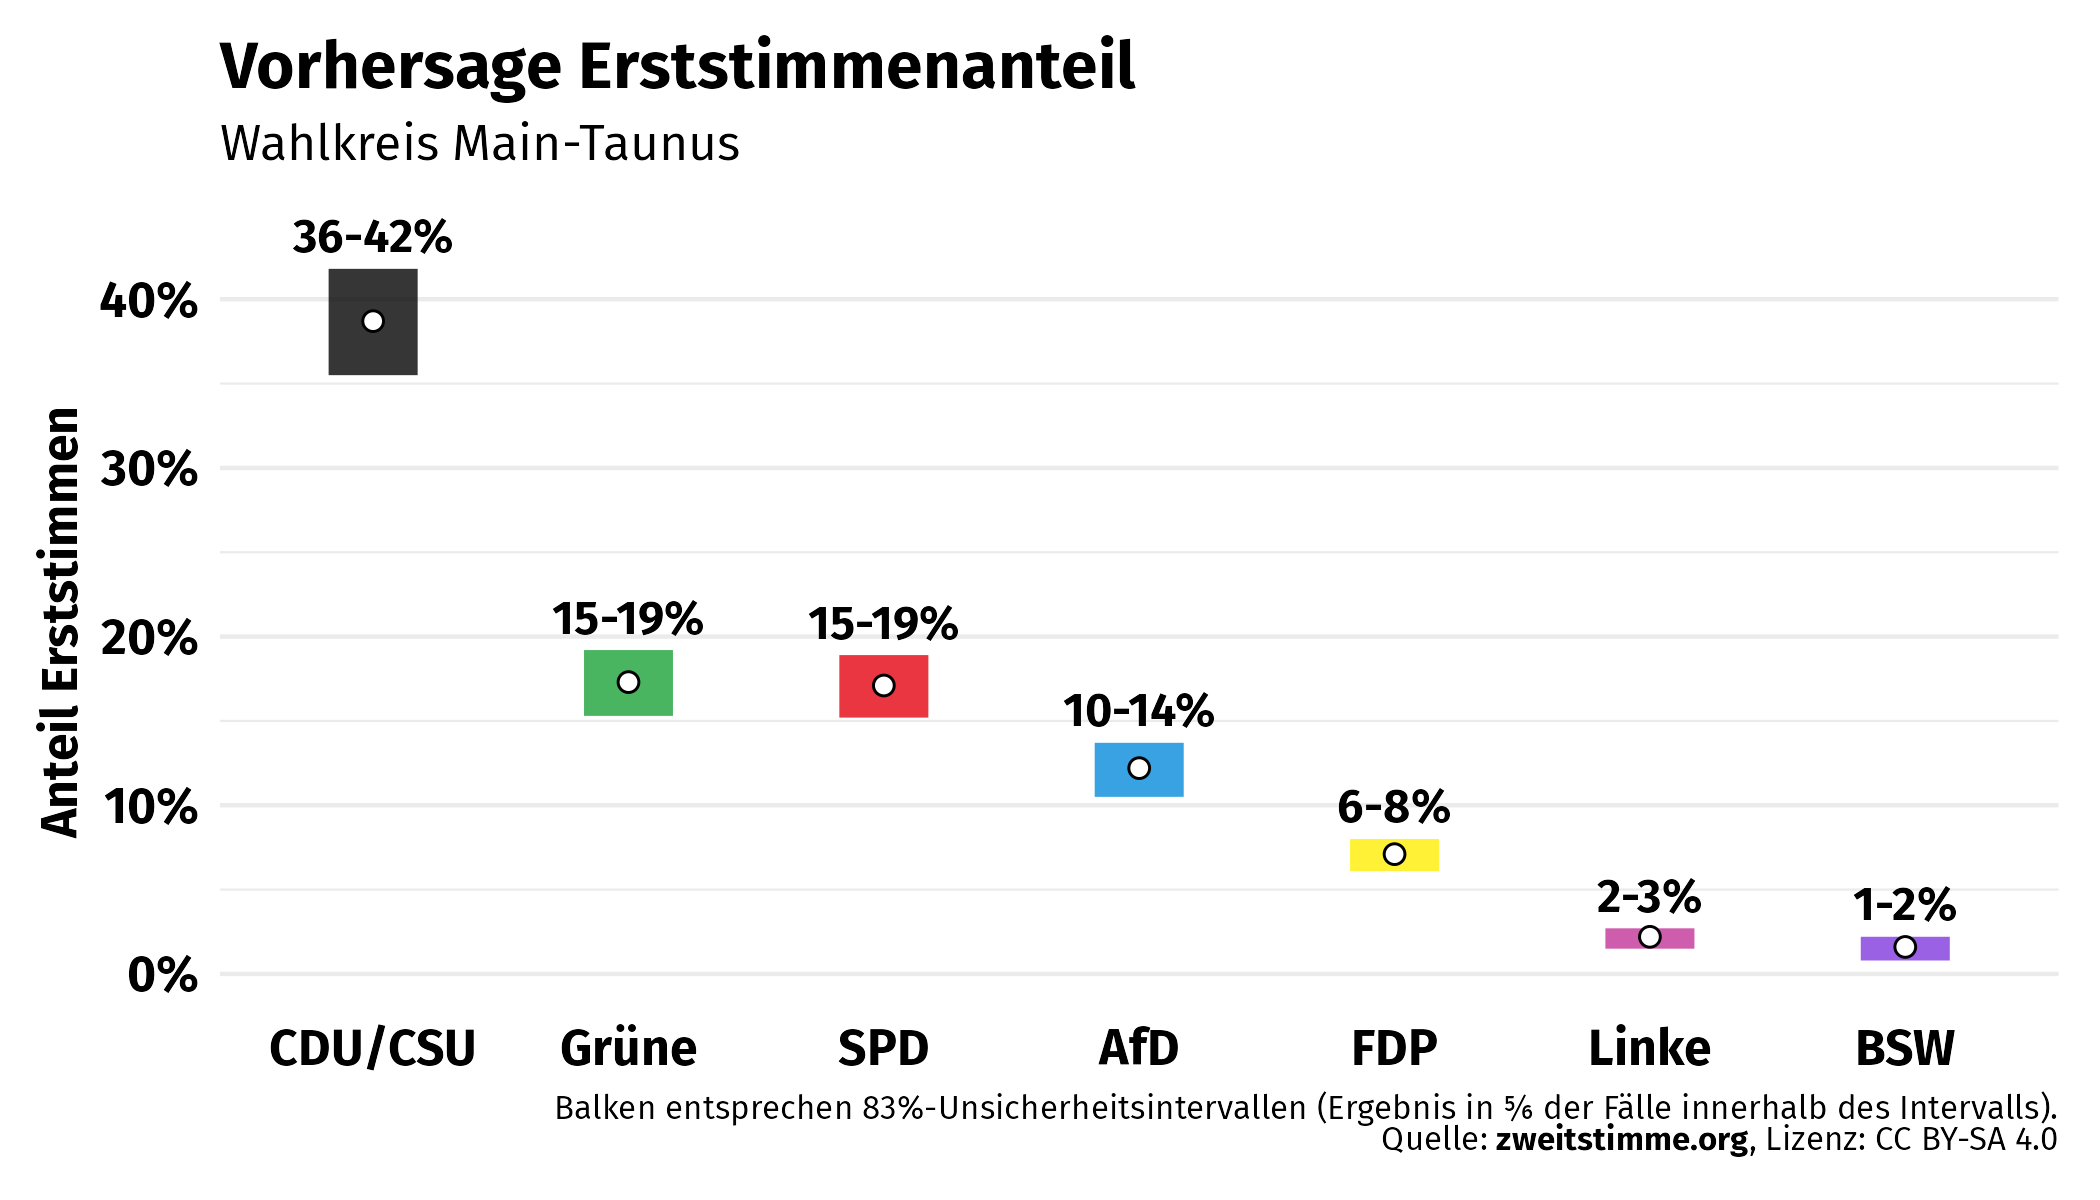 Vorhersage Erststimmenanteil
Wahlkreis Main-Taunus
Anteil Erststimmen
40%
30%
20%
10%
0%
36-42%
15-19%
15-19%
10-14%
6-8%
2-3%
1-2%
CDU/CSU Grüne SPD AfD FDP Linke BSW
Balken entsprechen 83%-Unsicherheitsintervallen (Ergebnis in ⅚ der Fälle innerhalb des Intervalls).
Quelle: zweitstimme.org, Lizenz: CC BY-SA 4.0